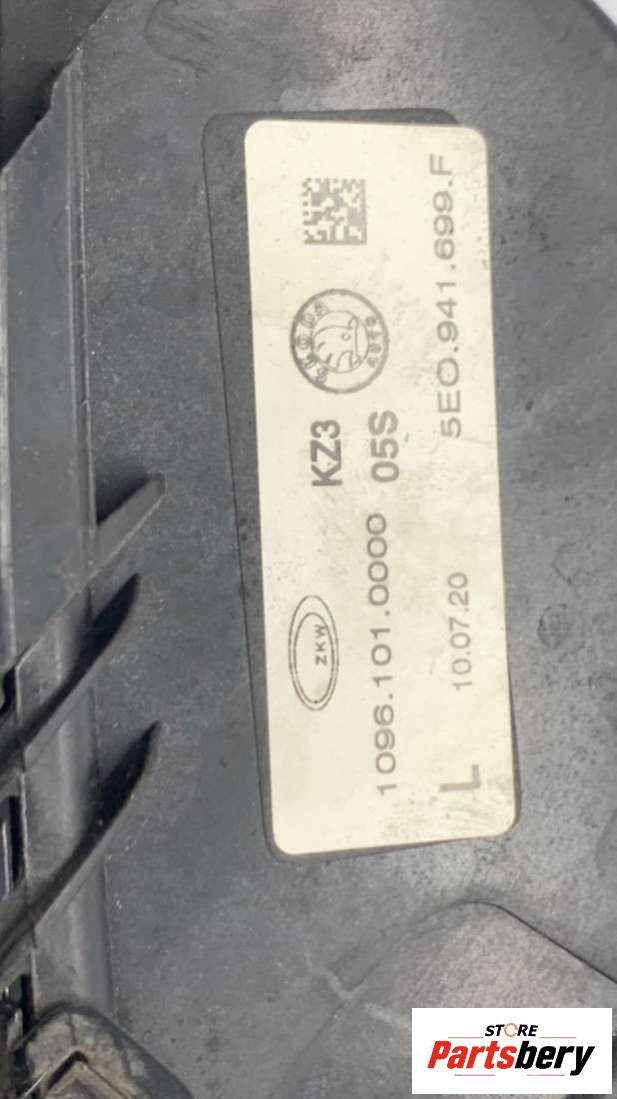 ZKW
KZ3
1096.101.0000 05S
L 10.07.20 5E0.941.699.F
STORE
Partsbery